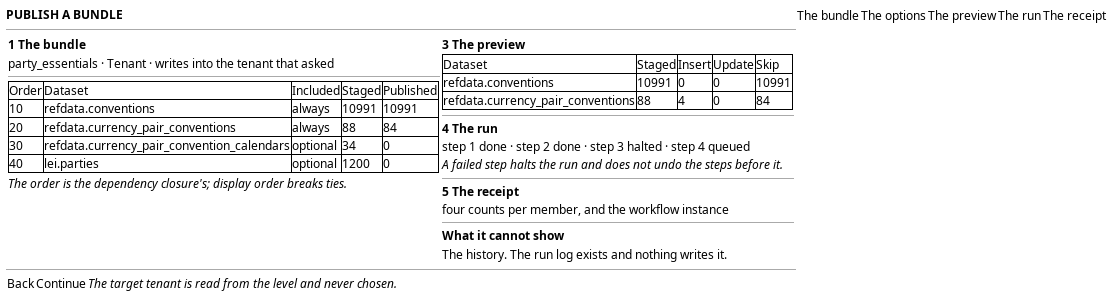 PUBLISH A BUNDLE
The bundle The options The preview The run The receipt
1 The bundle
party_essentials · Tenant · writes into the tenant that asked
Order Dataset Included Staged Published
10 refdata.conventions always 10991 10991
20 refdata.currency_pair_conventions always 88 84
30 refdata.currency_pair_convention_calendars optional 34 0
40 lei.parties optional 1200 0
The order is the dependency closure's; display order breaks ties.
3 The preview
Dataset Staged Insert Update Skip
refdata.conventions 10991 0 0 10991
refdata.currency_pair_conventions 88 4 0 84
4 The run
step 1 done · step 2 done · step 3 halted · step 4 queued
A failed step halts the run and does not undo the steps before it.
5 The receipt
four counts per member, and the workflow instance
What it cannot show
The history. The run log exists and nothing writes it.
Back Continue The target tenant is read from the level and never chosen.